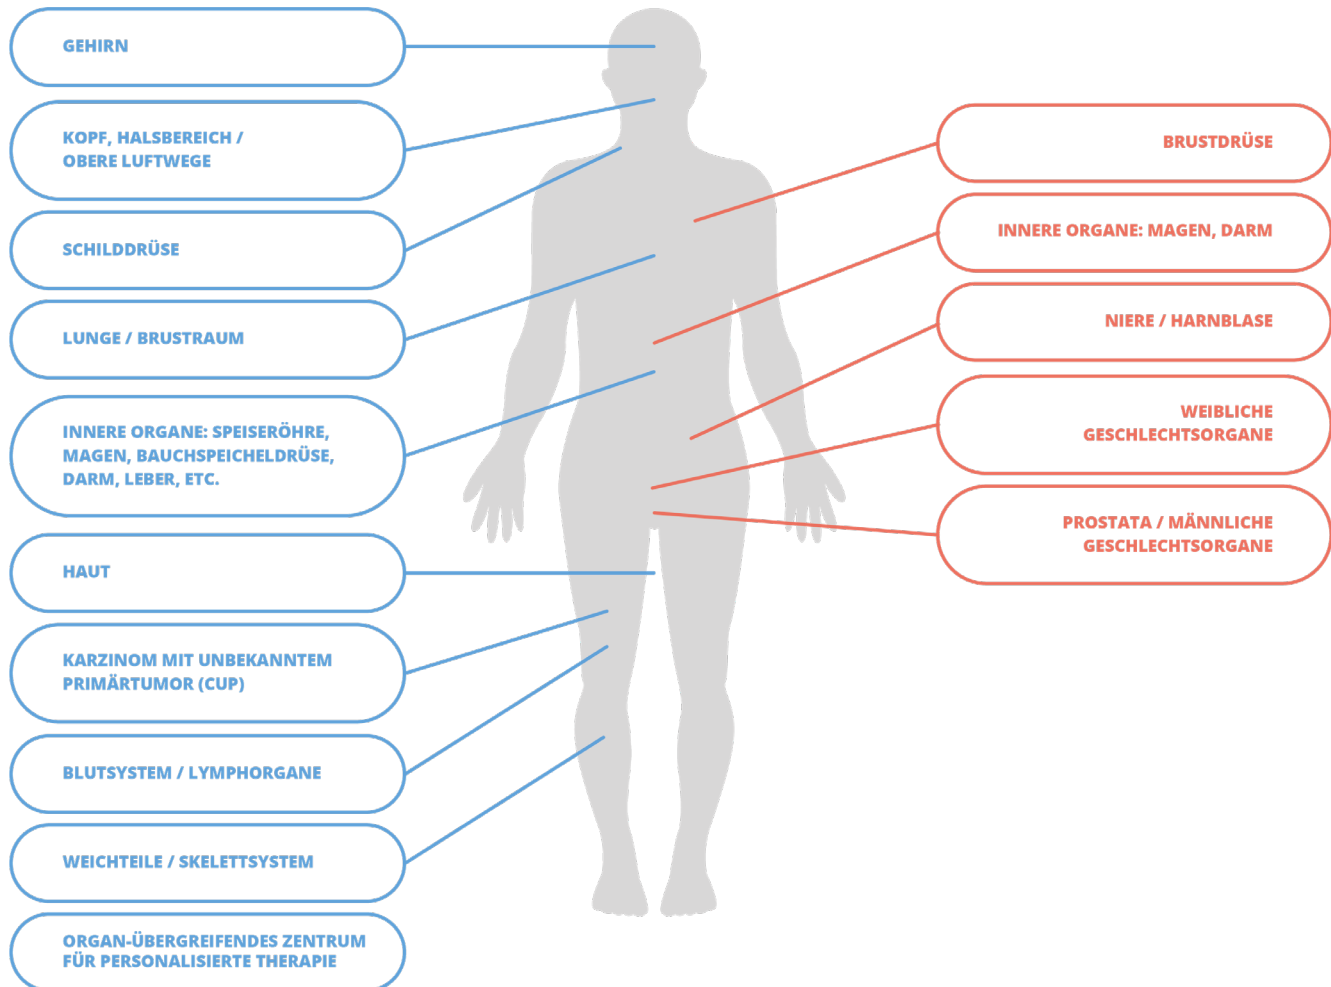 GEHIRN
KOPF, HALSBEREICH /
OBERE LUFTWEGE
SCHILDDRÜSE
LUNGE / BRUSTRAUM
INNERE ORGANE: SPEISERÖHRE,
MAGEN, BAUCHSPEICHELDRÜSE,
DARM, LEBER, ETC.
HAUT
KARZINOM MIT UNBEKANNTEM
PRIMÄRTUMOR (CUP)
BLUTSYSTEM / LYMPHORGANE
WEICHTEILE / SKELETTSYSTEM
ORGAN-ÜBERGREIFENDES ZENTRUM
FÜR PERSONALISIERTE THERAPIE
BRUSTDRÜSE
INNERE ORGANE: MAGEN, DARM
NIERE / HARNBLASE
WEIBLICHE
GESCHLECHTSORGANE
PROSTATA / MÄNNLICHE
GESCHLECHTSORGANE